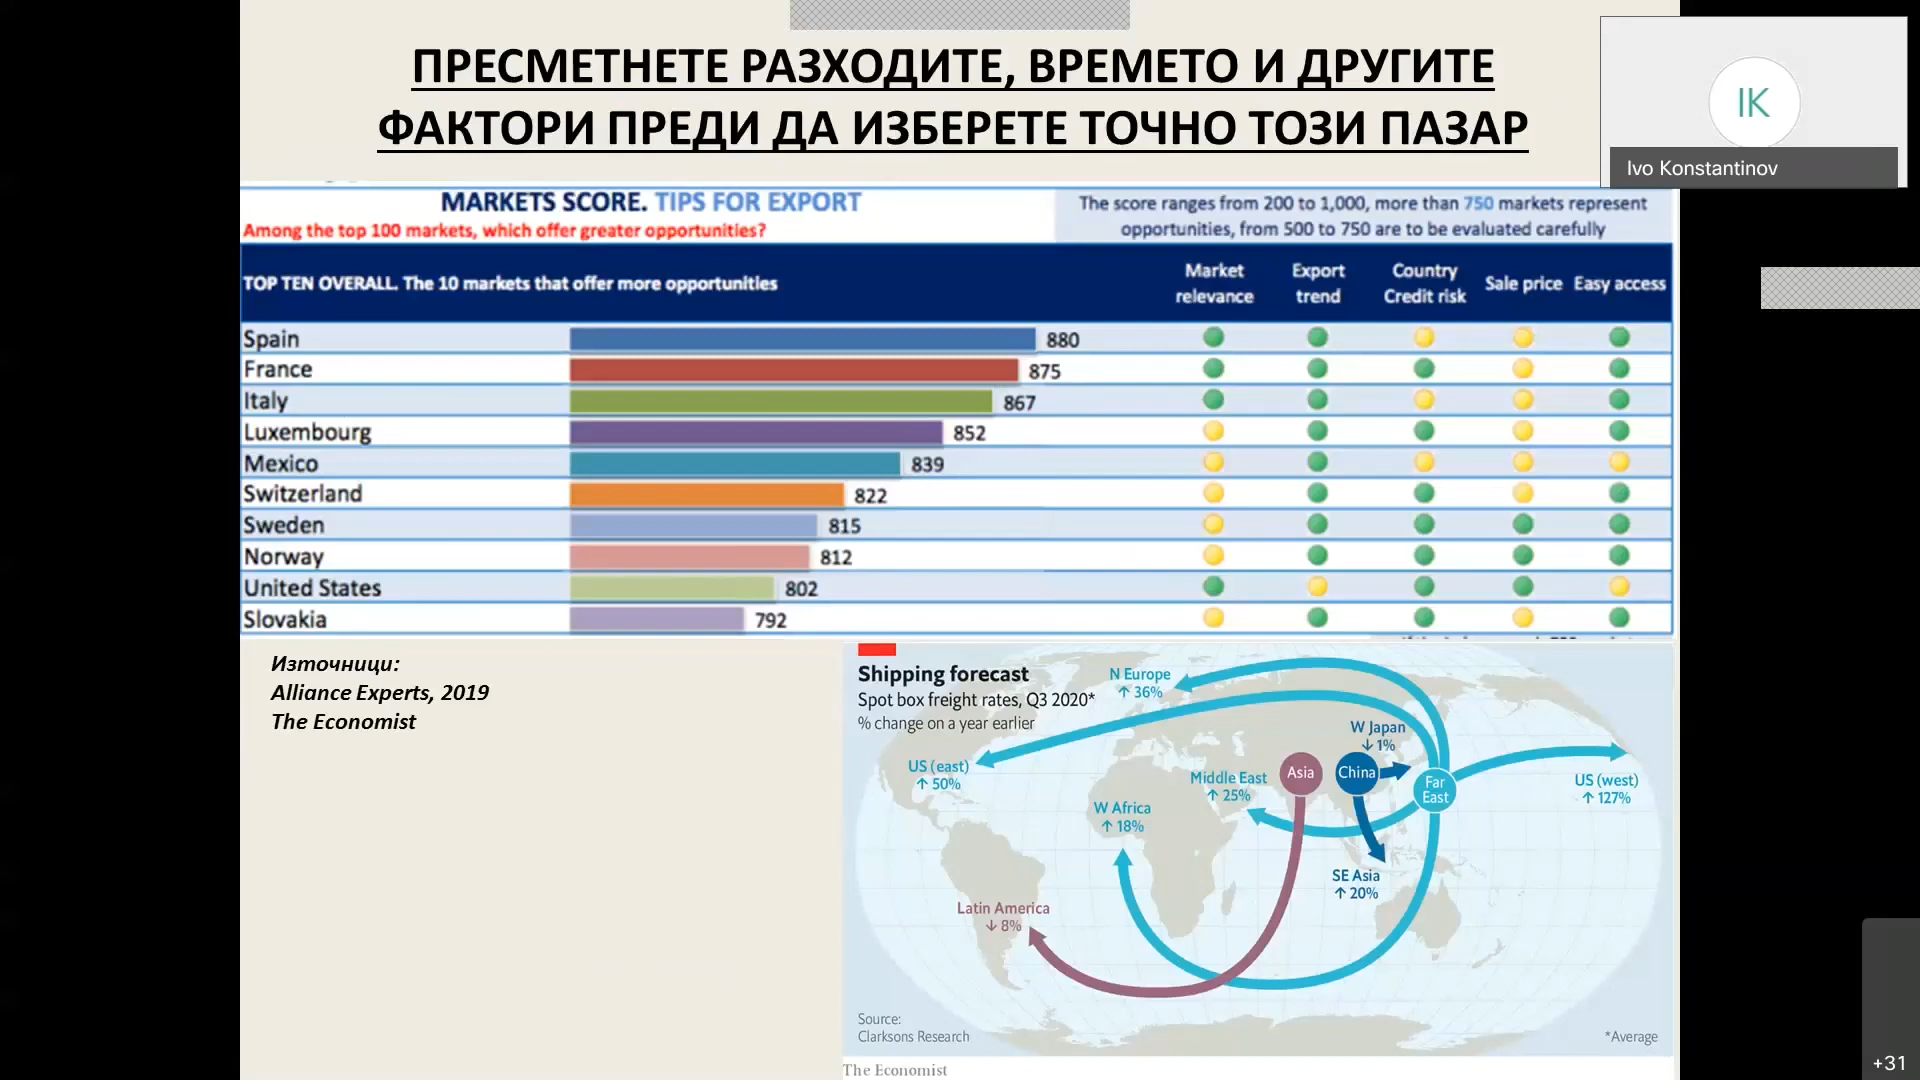 ПРЕСМЕТНЕТЕ РАЗХОДИТЕ, ВРЕМЕТО И ДРУГИТЕ
ФАКТОРИ ПРЕДИ ДА ИЗБЕРЕТЕ ТОЧНО ТОЗИ ПАЗАР
IK
Ivo Konstantinov
MARKETS SCORE. TIPS FOR EXPORT
Among the top 100 markets, which offer greater opportunities?
The score ranges from 200 to 1,000, more than 750 markets represent
opportunities, from 500 to 750 are to be evaluated carefully
TOP TEN OVERALL. The 10 markets that offer more opportunities
Market
relevance
Export
trend
Country
Credit risk
Sale price
Easy access
Spain 880
France 875
Italy 867
Luxembourg 852
Mexico 839
Switzerland 822
Sweden 815
Norway 812
United States 802
Slovakia 792
Източници:
Alliance Experts, 2019
The Economist
Shipping forecast
Spot box freight rates, Q3 2020*
% change on a year earlier
N Europe
↑ 36%
W Japan
↓ 1%
US (east)
↑ 50%
Middle East
↑ 25%
Asia
China
Far
East
US (west)
↑ 127%
W Africa
↑ 18%
SE Asia
↑ 20%
Latin America
↓ 8%
Source:
Clarksons Research
*Average
The Economist
+31